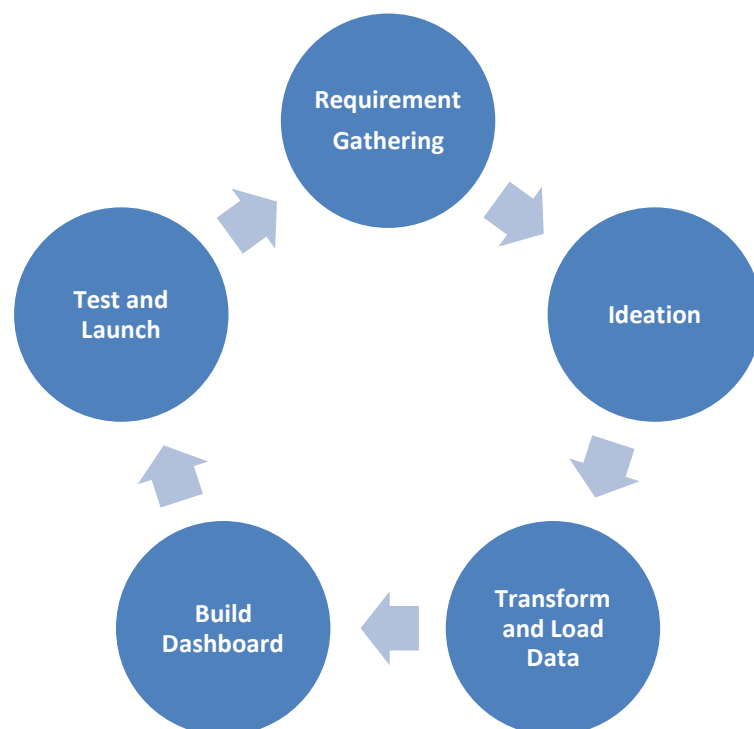 Requirement
Gathering
Ideation
Transform
and Load
Data
Build
Dashboard
Test and
Launch